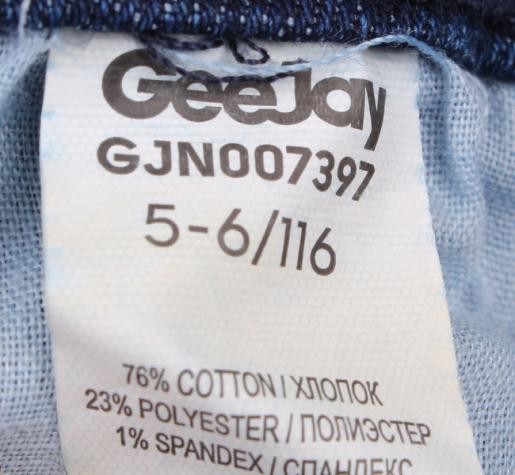 GeeJay
GJN007397
5-6/116
76% COTTON / ХЛОПОК
23% POLYESTER / ПОЛИЭСТЕР
1% SPANDEX / СПАНДЕКС